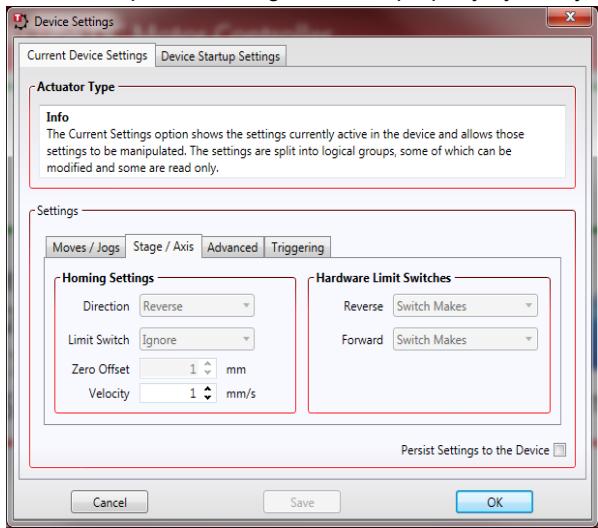 Device Settings
Current Device Settings Device Startup Settings
Actuator Type
Info
The Current Settings option shows the settings currently active in the device and allows those
settings to be manipulated. The settings are split into logical groups, some of which can be
modified and some are read only.
Settings
Moves / Jogs Stage / Axis Advanced Triggering
Homing Settings Hardware Limit Switches
Direction Reverse Reverse Switch Makes
Limit Switch Ignore Forward Switch Makes
Zero Offset 1 mm
Velocity 1 mm/s
Persist Settings to the Device
Cancel Save OK